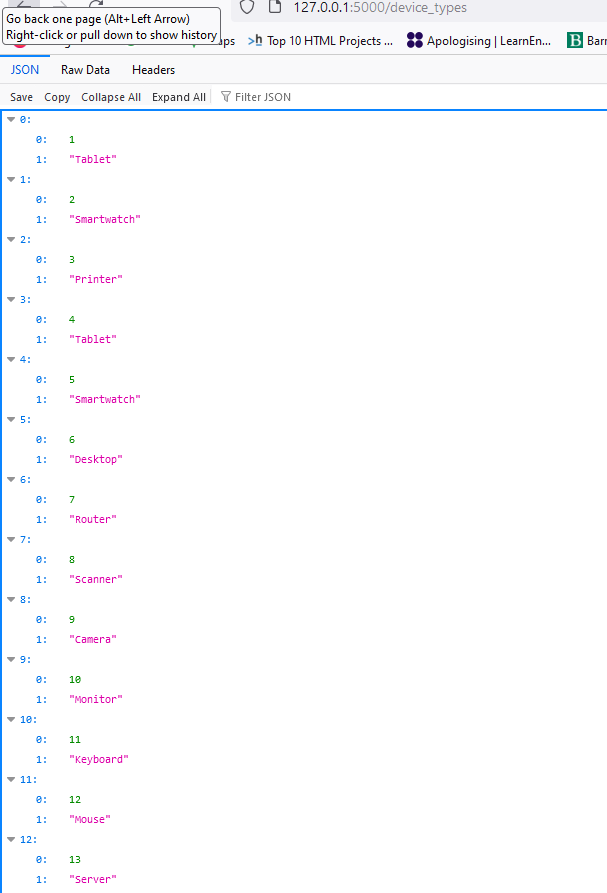 Go back one page (Alt+Left Arrow)
Right-click or pull down to show history
127.0.0.1:5000/device_types
aps
Top 10 HTML Projects ...
Apologising | LearnEn...
B
JSON
Raw Data
Headers
Save
Copy
Collapse All
Expand All
Filter JSON
0:
0: 1
1: "Tablet"
1:
0: 2
1: "Smartwatch"
2:
0: 3
1: "Printer"
3:
0: 4
1: "Tablet"
4:
0: 5
1: "Smartwatch"
5:
0: 6
1: "Desktop"
6:
0: 7
1: "Router"
7:
0: 8
1: "Scanner"
8:
0: 9
1: "Camera"
9:
0: 10
1: "Monitor"
10:
0: 11
1: "Keyboard"
11:
0: 12
1: "Mouse"
12:
0: 13
1: "Server"